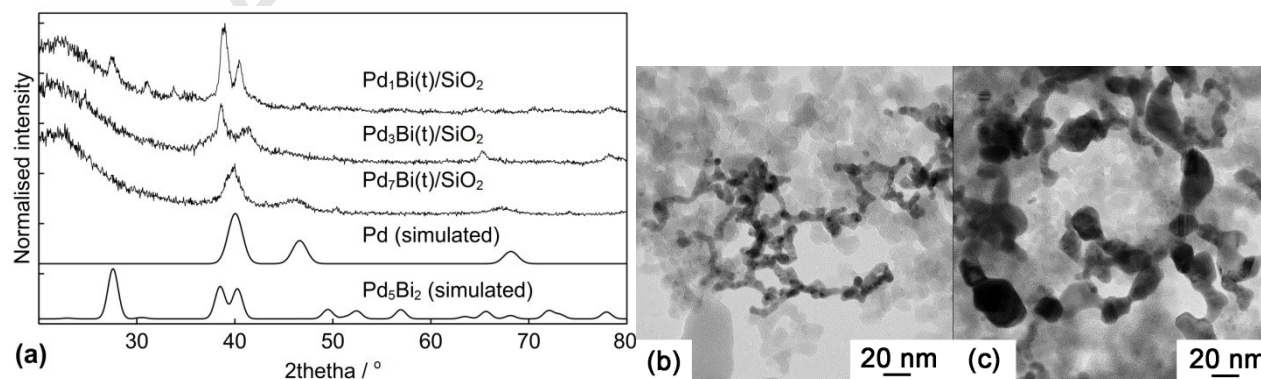 Normalised intensity
Pd₁Bi(t)/SiO₂
Pd₃Bi(t)/SiO₂
Pd₇Bi(t)/SiO₂
Pd (simulated)
Pd₅Bi₂ (simulated)
30 40 50 60 70 80
2thetha / °
(a)
(b)
20 nm
(c)
20 nm